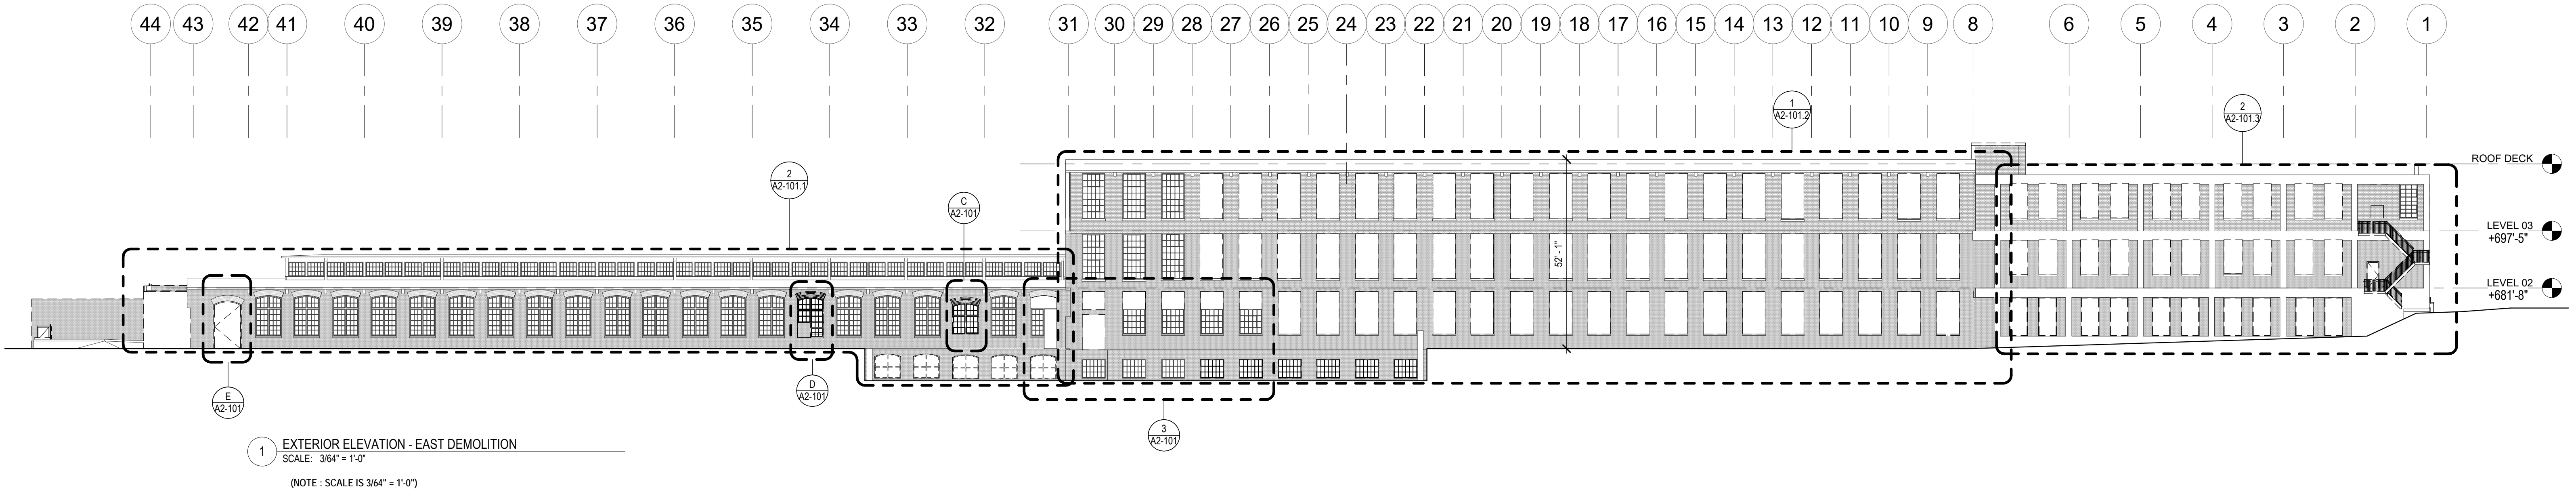 44 43 42 41 40 39 38 37 36 35 34 33 32 31 30 29 28 27 26 25 24 23 22 21 20 19 18 17 16 15 14 13 12 11 10 9 8 6 5 4 3 2 1
1
A2-101.2
2
A2-101.3
ROOF DECK
2
A2-101.1
C
A2-101
LEVEL 03
+697'-5"
52' - 1"
LEVEL 02
+681'-8"
E
A2-101
D
A2-101
3
A2-101
1
EXTERIOR ELEVATION - EAST DEMOLITION
SCALE: 3/64" = 1'-0"
(NOTE : SCALE IS 3/64" = 1'-0")